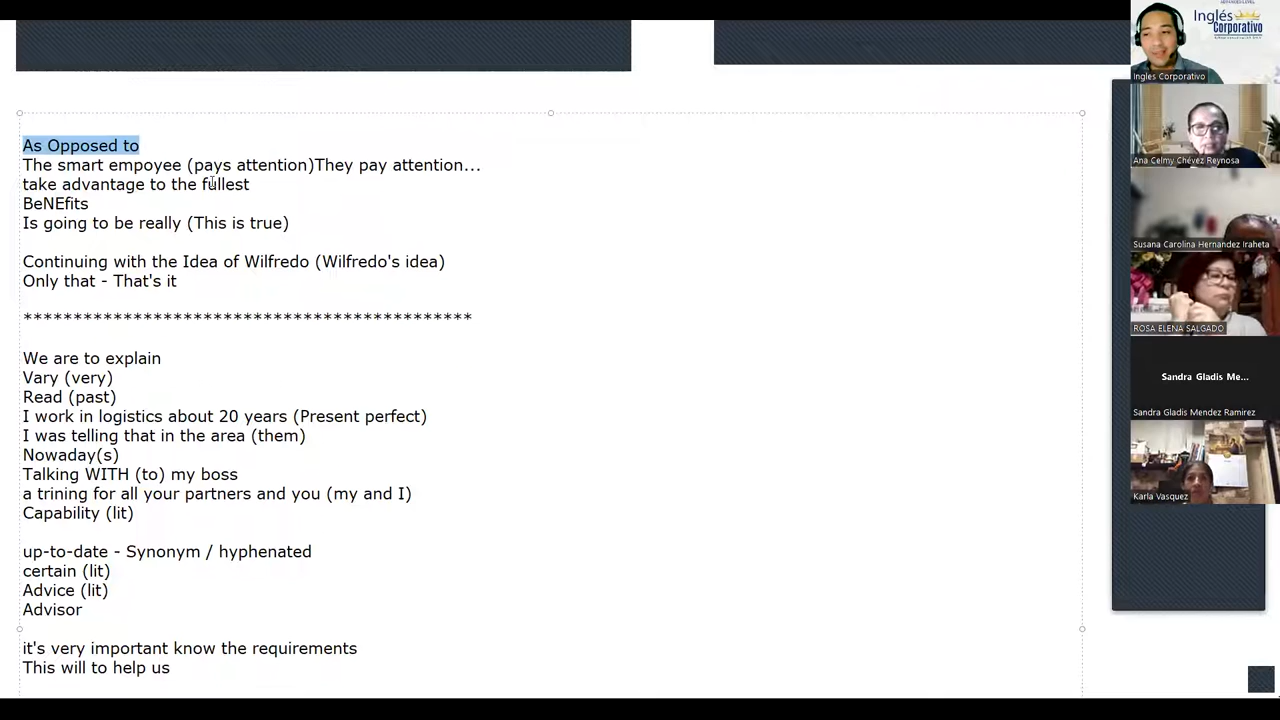 As Opposed to
The smart empoyee (pays attention)They pay attention...
take advantage to the fullest
BeNEfits
Is going to be really (This is true)
Continuing with the Idea of Wilfredo (Wilfredo's idea)
Only that - That's it
********************************************
We are to explain
Vary (very)
Read (past)
I work in logistics about 20 years (Present perfect)
I was telling that in the area (them)
Nowaday(s)
Talking WITH (to) my boss
a trining for all your partners and you (my and I)
Capability (lit)
up-to-date - Synonym / hyphenated
certain (lit)
Advice (lit)
Advisor
it's very important know the requirements
This will to help us
Inglés
Corporativo
Ingles Corporativo
Ana Celmy Chévez Reynosa
Susana Carolina Hernandez Iraheta
ROSA ELENA SALGADO
Sandra Gladis Me...
Sandra Gladis Mendez Ramirez
Karla Vasquez